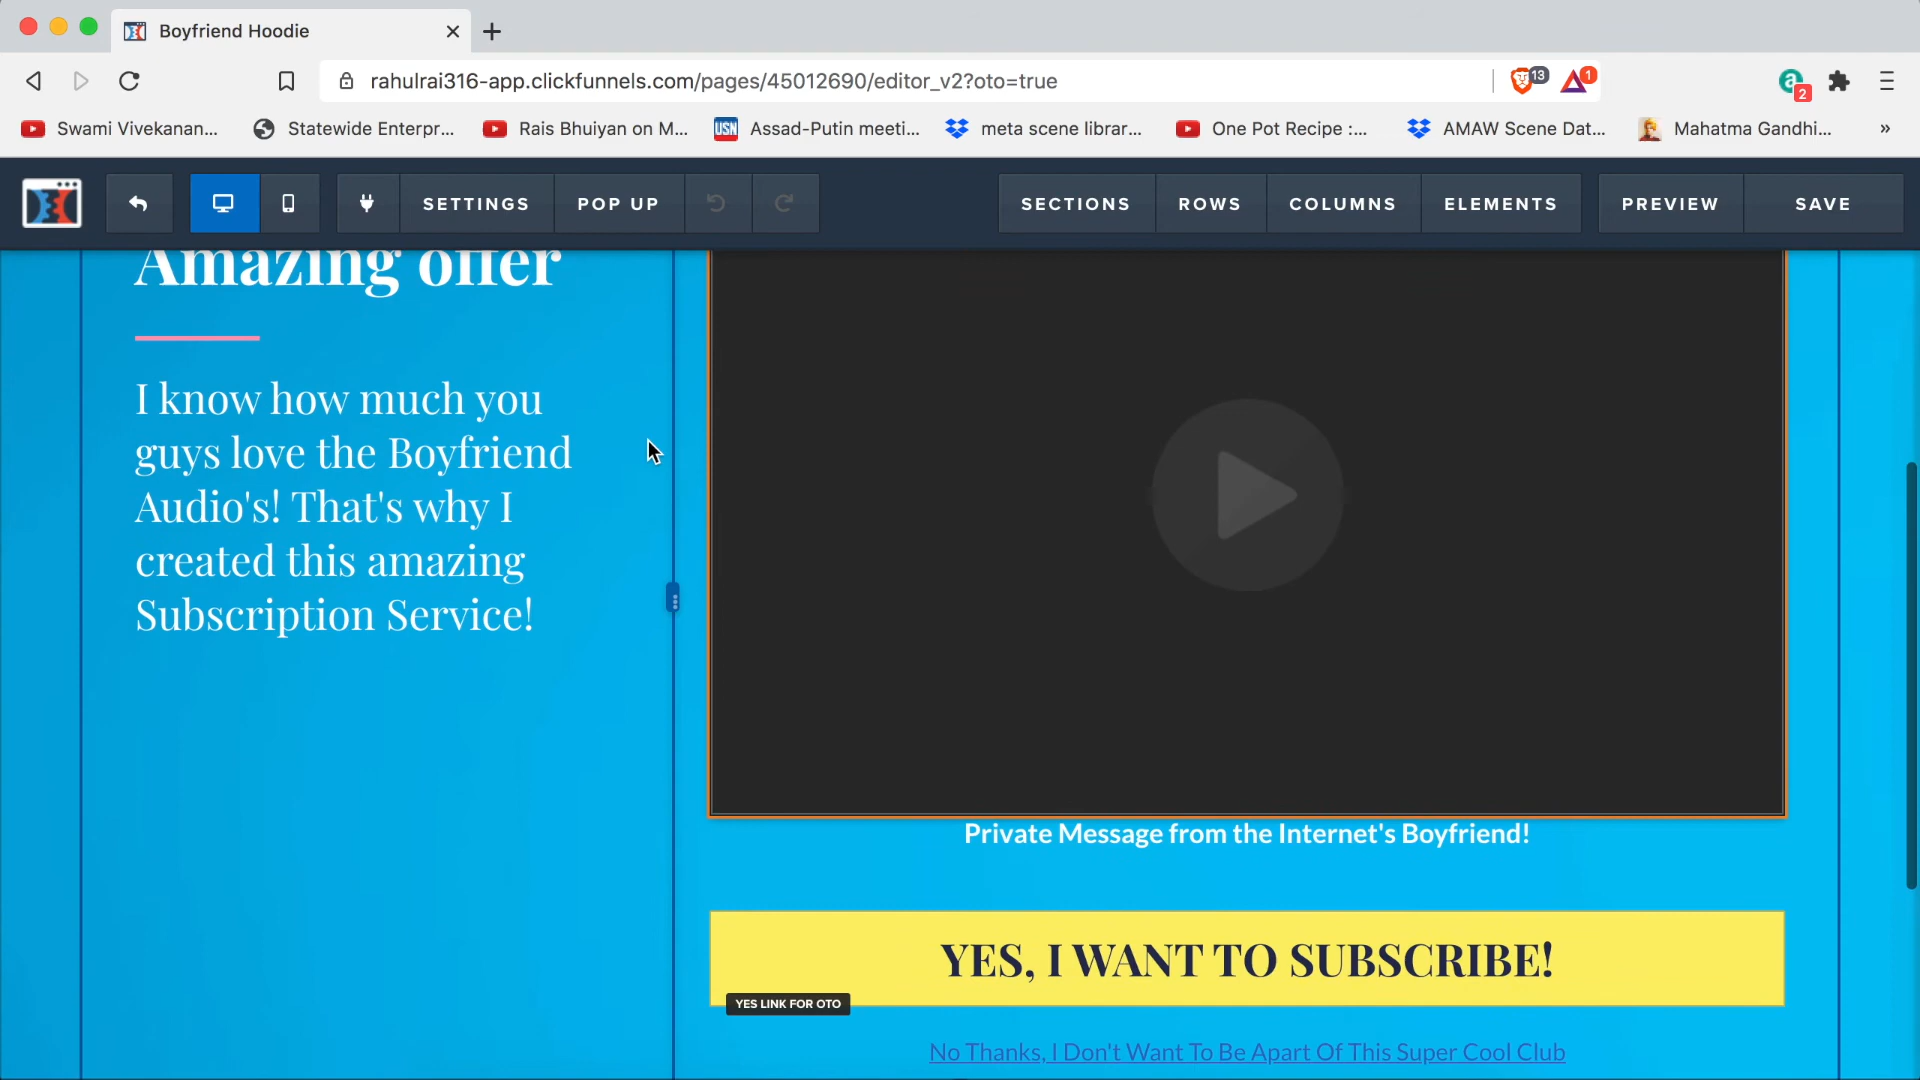 Boyfriend Hoodie
rahulrai316-app.clickfunnels.com/pages/45012690/editor_v2?oto=true
13
1
a
2
Swami Vivekanan...
Statewide Enterpr...
Rais Bhuiyan on M...
USN
Assad-Putin meeti...
meta scene librar...
One Pot Recipe :...
AMAW Scene Dat...
Mahatma Gandhi...
»
SETTINGS
POP UP
SECTIONS
ROWS
COLUMNS
ELEMENTS
PREVIEW
SAVE
Amazing offer
I know how much you
guys love the Boyfriend
Audio's! That's why I
created this amazing
Subscription Service!
Private Message from the Internet's Boyfriend!
YES, I WANT TO SUBSCRIBE!
YES LINK FOR OTO
No Thanks, I Don't Want To Be Apart Of This Super Cool Club